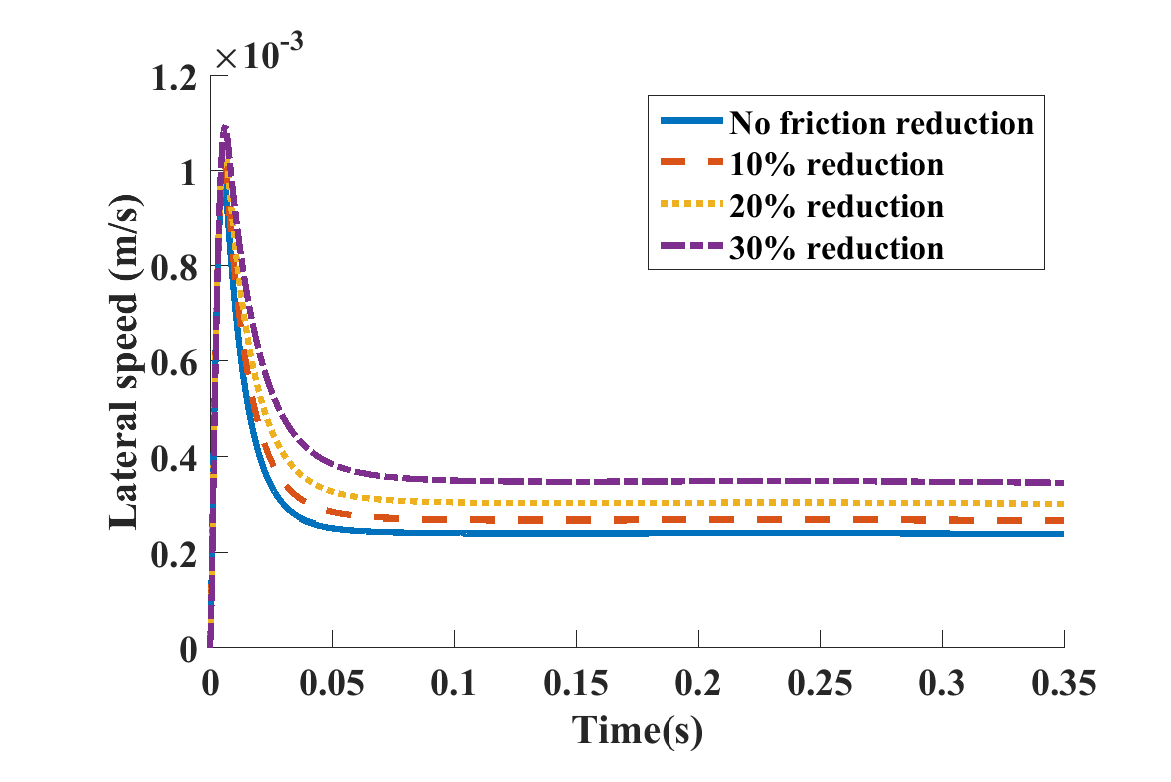 ×10-3
1.2
1
0.8
0.6
0.4
0.2
0
Lateral speed (m/s)
No friction reduction
10% reduction
20% reduction
30% reduction
0 0.05 0.1 0.15 0.2 0.25 0.3 0.35
Time(s)